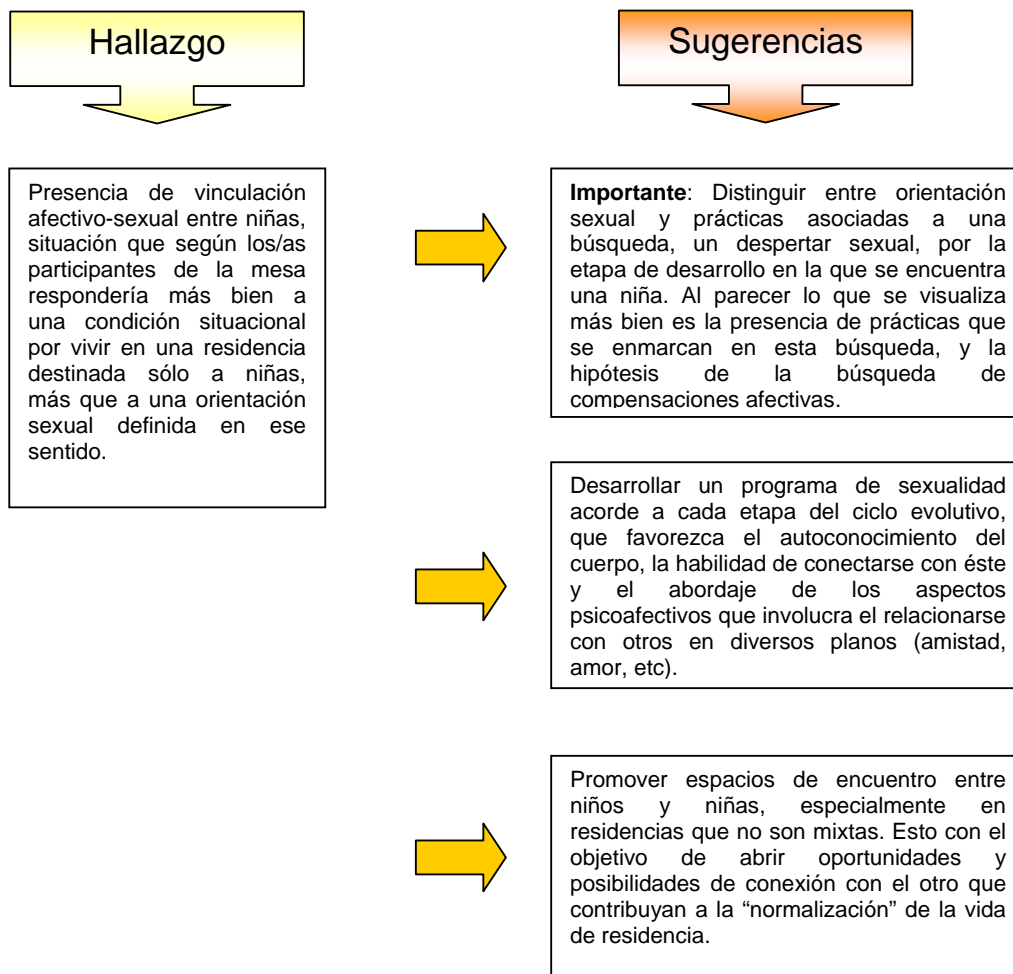 Hallazgo
Sugerencias
Presencia de vinculación
afectivo-sexual entre niñas,
situación que según los/as
participantes de la mesa
respondería más bien a
una condición situacional
por vivir en una residencia
destinada sólo a niñas,
más que a una orientación
sexual definida en ese
sentido.
Importante: Distinguir entre orientación
sexual y prácticas asociadas a una
búsqueda, un despertar sexual, por la
etapa de desarrollo en la que se encuentra
una niña. Al parecer lo que se visualiza
más bien es la presencia de prácticas que
se enmarcan en esta búsqueda, y la
hipótesis de la búsqueda de
compensaciones afectivas.
Desarrollar un programa de sexualidad
acorde a cada etapa del ciclo evolutivo,
que favorezca el autoconocimiento del
cuerpo, la habilidad de conectarse con éste
y el abordaje de los aspectos
psicoafectivos que involucra el relacionarse
con otros en diversos planos (amistad,
amor, etc).
Promover espacios de encuentro entre
niños y niñas, especialmente en
residencias que no son mixtas. Esto con el
objetivo de abrir oportunidades y
posibilidades de conexión con el otro que
contribuyan a la “normalización” de la vida
de residencia.